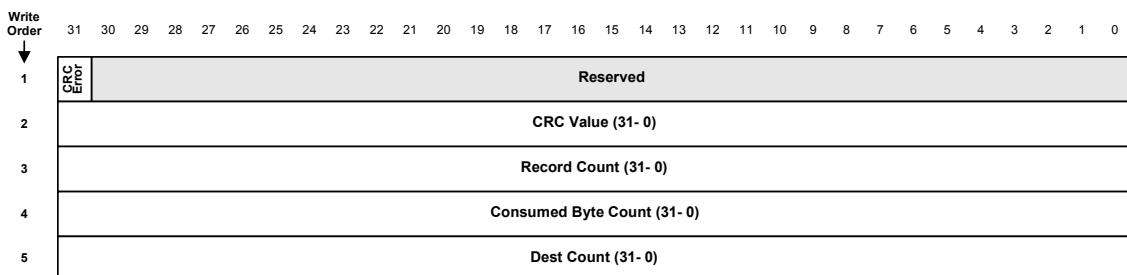 Write Order 31 30 29 28 27 26 25 24 23 22 21 20 19 18 17 16 15 14 13 12 11 10 9 8 7 6 5 4 3 2 1 0
1 CRC Error Reserved
2 CRC Value (31- 0)
3 Record Count (31- 0)
4 Consumed Byte Count (31- 0)
5 Dest Count (31- 0)